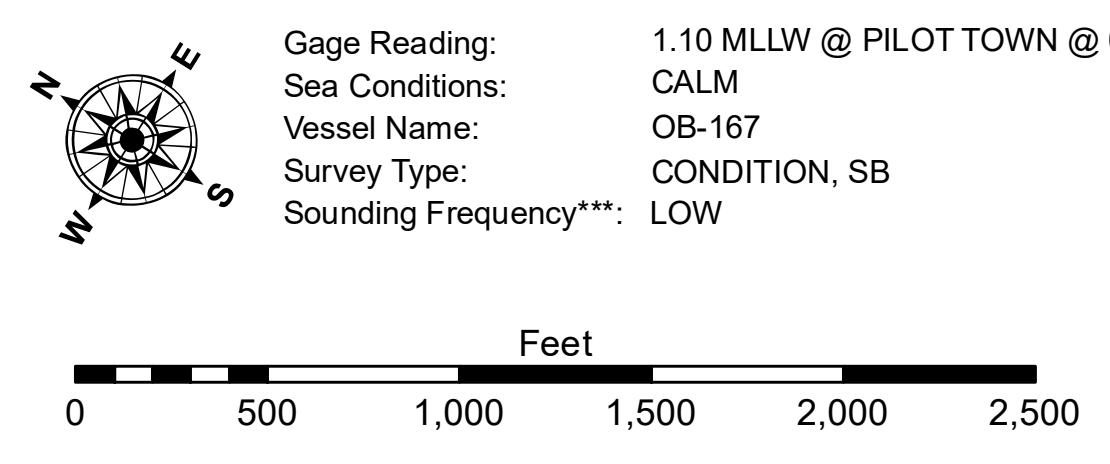 N
E
S
W
Gage Reading: 1.10 MLLW @ PILOT TOWN @
Sea Conditions: CALM
Vessel Name: OB-167
Survey Type: CONDITION, SB
Sounding Frequency***: LOW
Feet
0 500 1,000 1,500 2,000 2,500